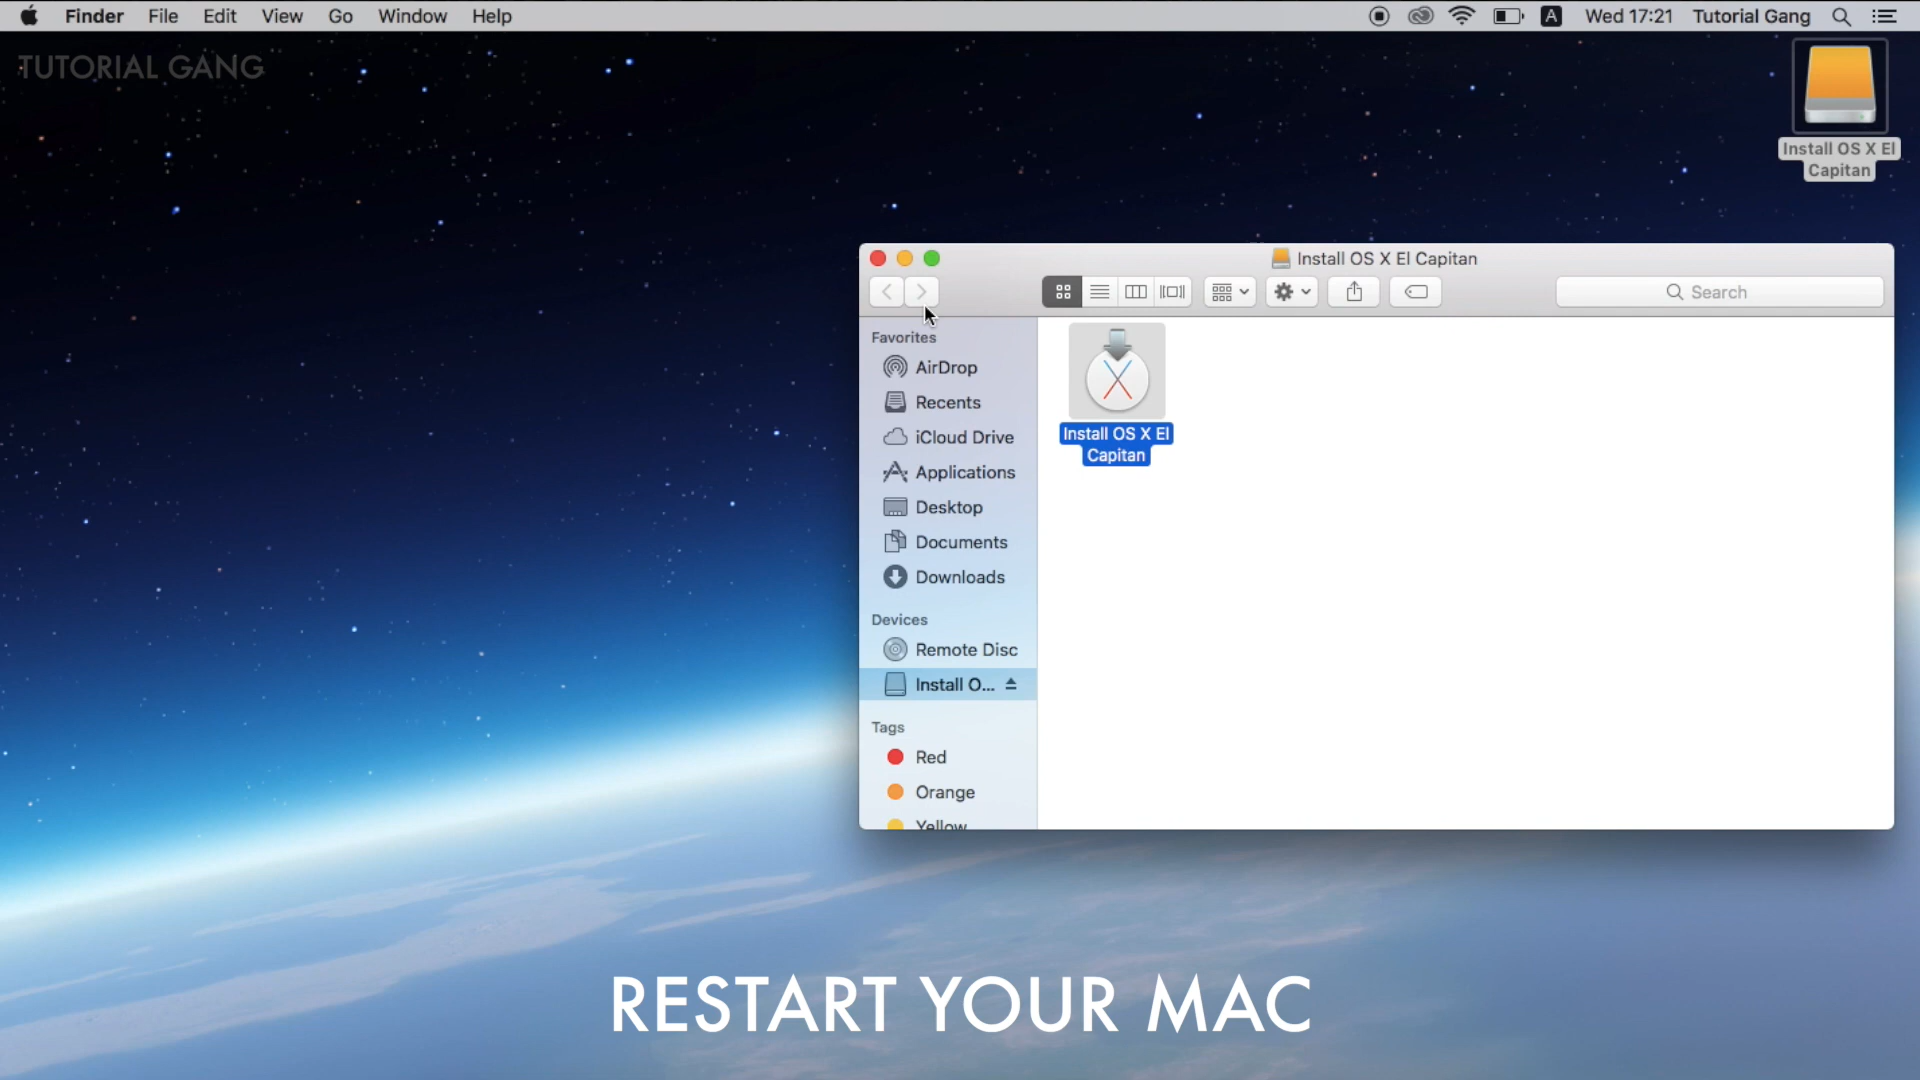 Finder File Edit View Go Window Help
A Wed 17:21 Tutorial Gang
TUTORIAL GANG
Install OS X El
Capitan
Install OS X El Capitan
Search
Favorites
AirDrop
Recents
iCloud Drive
Applications
Desktop
Documents
Downloads
Devices
Remote Disc
Install O...
Tags
Red
Orange
Yellow
Install OS X El
Capitan
RESTART YOUR MAC